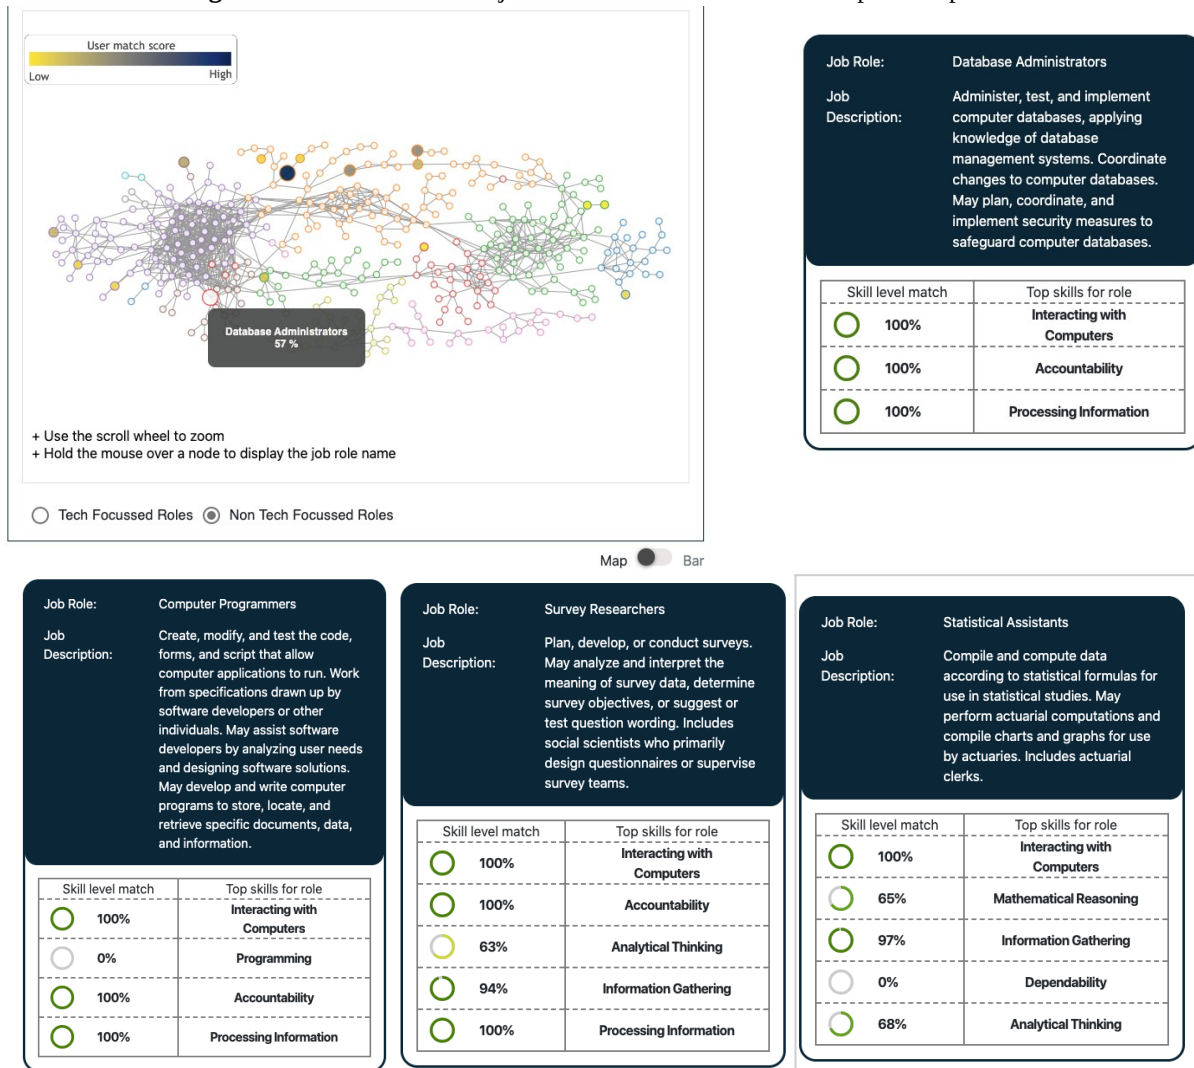 User match score
Low High
Database Administrators
57 %
+ Use the scroll wheel to zoom
+ Hold the mouse over a node to display the job role name
Tech Focussed Roles Non Tech Focussed Roles
Map Bar
Job Role: Database Administrators
Job Administer, test, and implement
Description: computer databases, applying
knowledge of database
management systems. Coordinate
changes to computer databases.
May plan, coordinate, and
implement security measures to
safeguard computer databases.
Skill level match Top skills for role
100% Interacting with
Computers
100% Accountability
100% Processing Information
Job Role: Computer Programmers
Job Create, modify, and test the code,
Description: forms, and script that allow
computer applications to run. Work
from specifications drawn up by
software developers or other
individuals. May assist software
developers by analyzing user needs
and designing software solutions.
May develop and write computer
programs to store, locate, and
retrieve specific documents, data,
and information.
Skill level match Top skills for role
100% Interacting with
Computers
0% Programming
100% Accountability
100% Processing Information
Job Role: Survey Researchers
Job Plan, develop, or conduct surveys.
Description: May analyze and interpret the
meaning of survey data, determine
survey objectives, or suggest or
test question wording. Includes
social scientists who primarily
design questionnaires or supervise
survey teams.
Skill level match Top skills for role
100% Interacting with
Computers
100% Accountability
63% Analytical Thinking
94% Information Gathering
100% Processing Information
Job Role: Statistical Assistants
Job Compile and compute data
Description: according to statistical formulas for
use in statistical studies. May
perform actuarial computations and
compile charts and graphs for use
by actuaries. Includes actuarial
clerks.
Skill level match Top skills for role
100% Interacting with
Computers
65% Mathematical Reasoning
97% Information Gathering
0% Dependability
68% Analytical Thinking